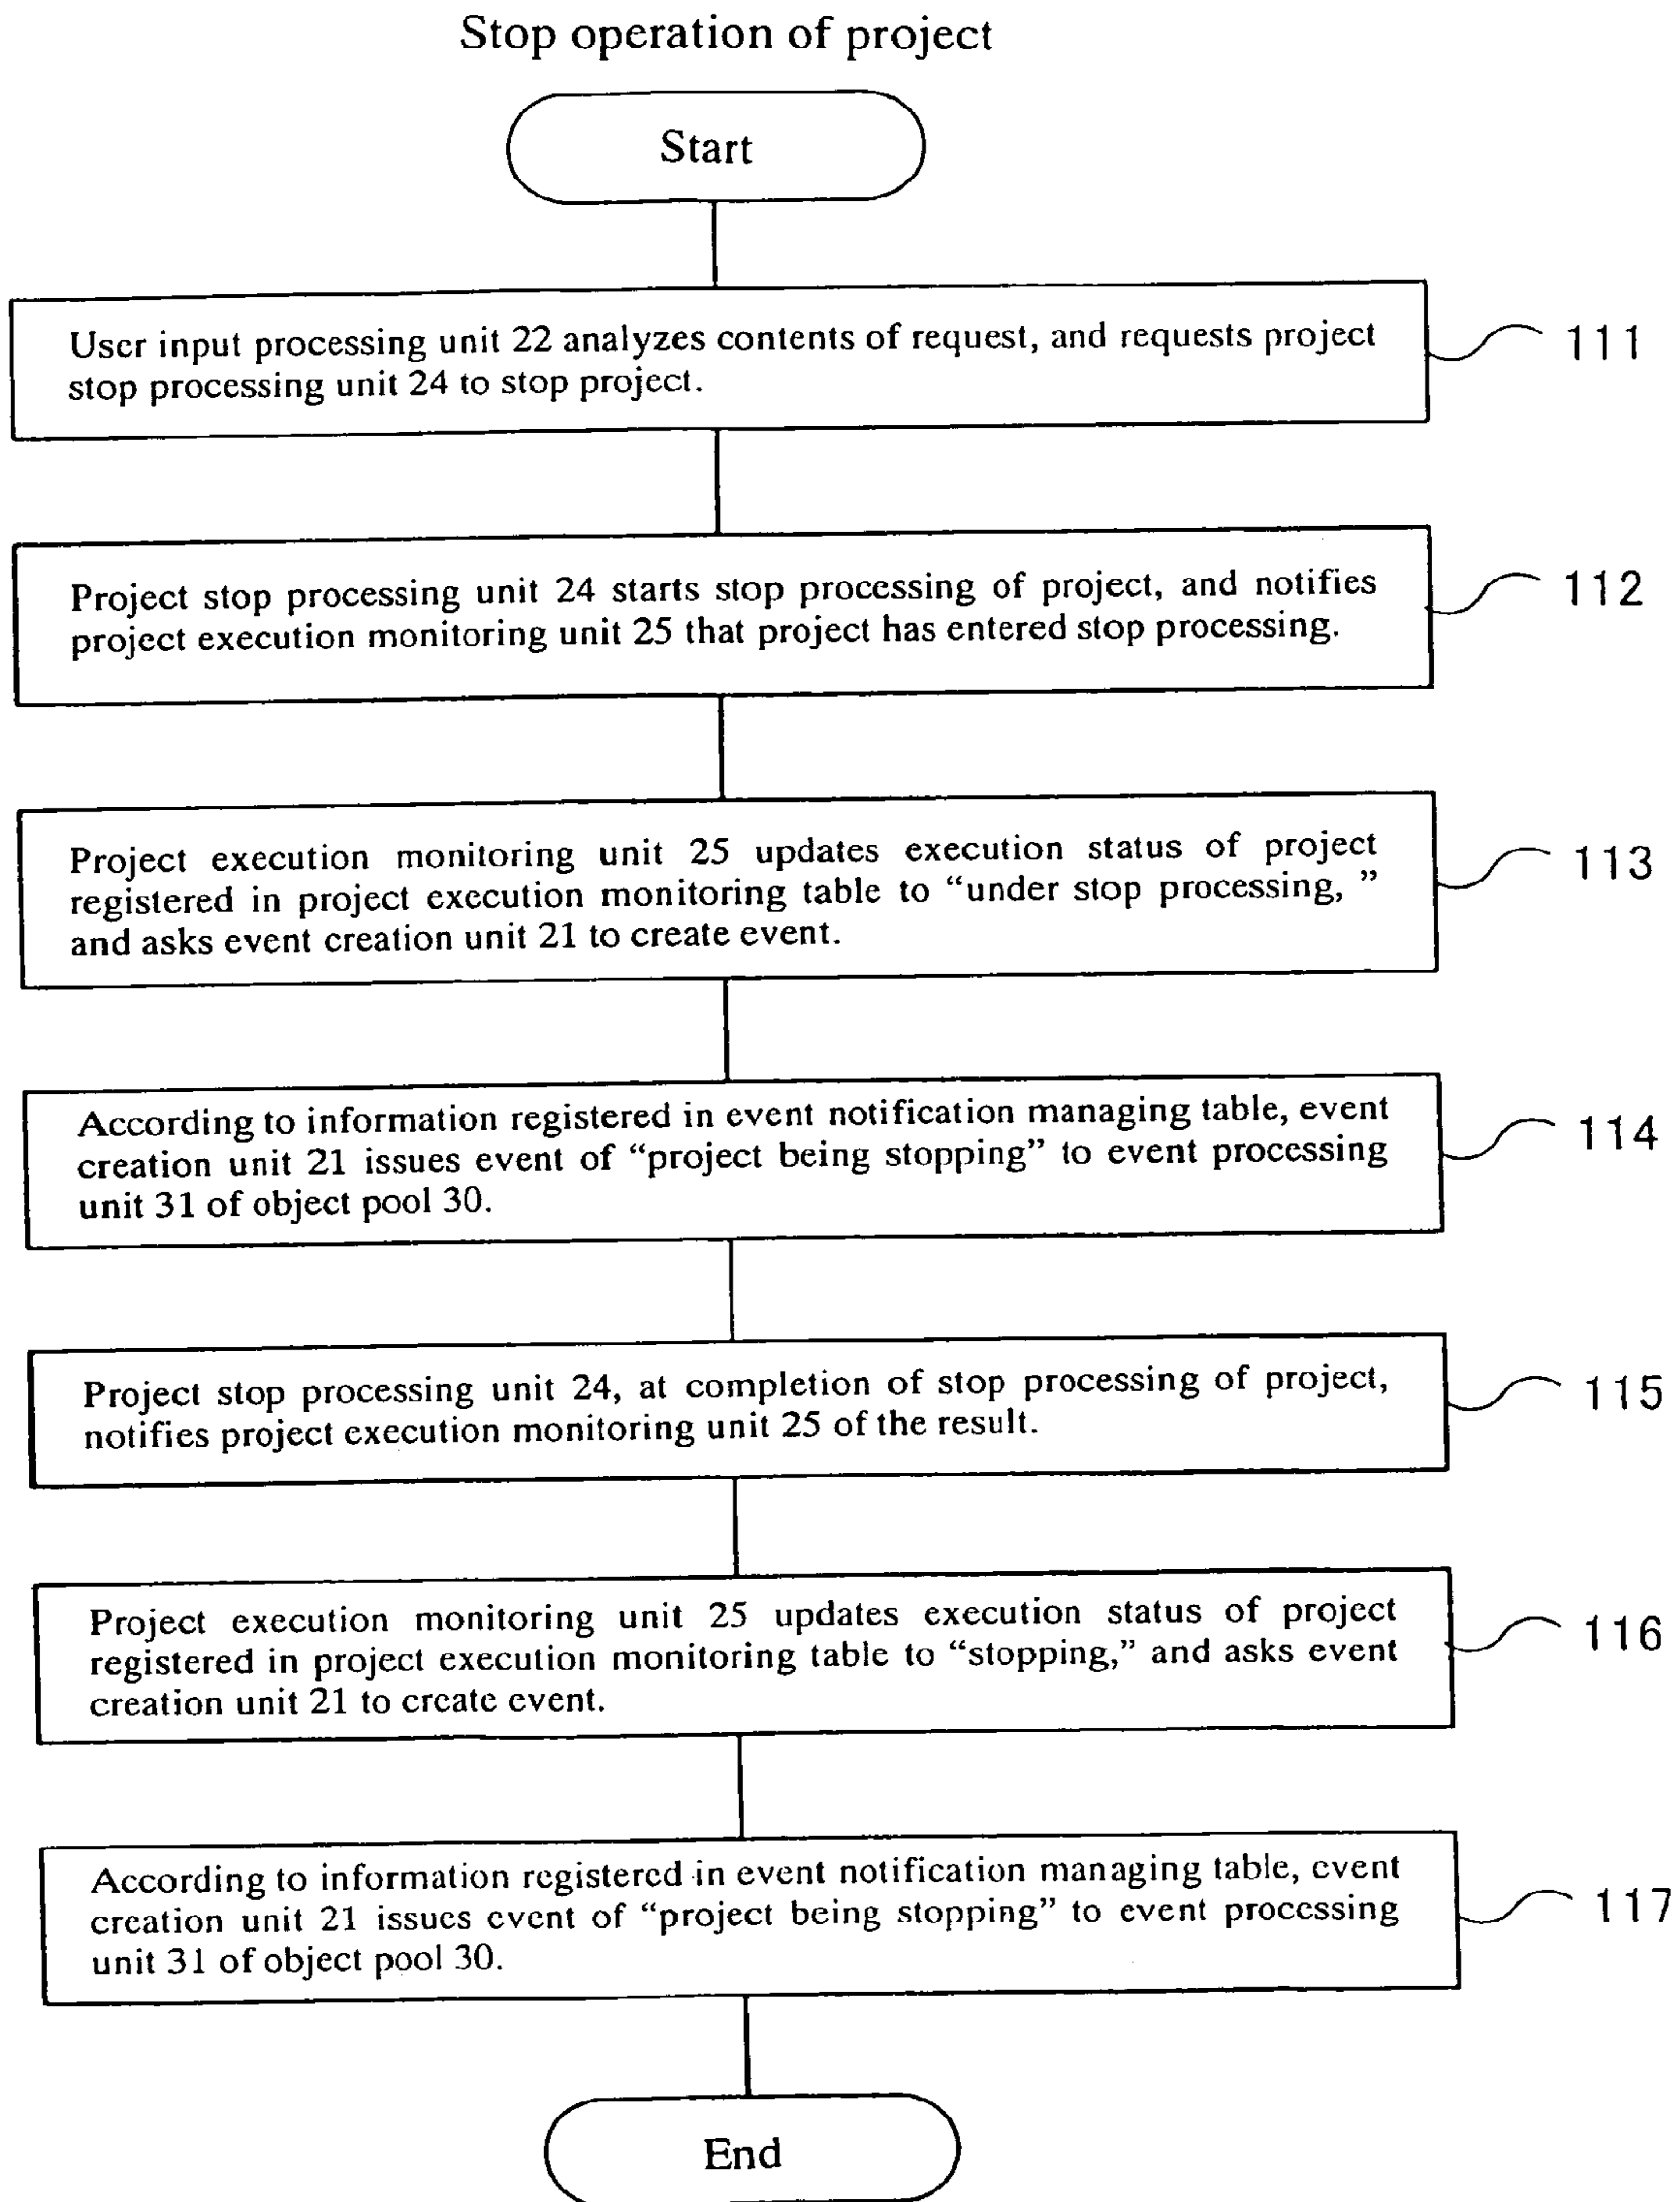 Stop operation of project
Start
User input processing unit 22 analyzes contents of request, and requests project
stop processing unit 24 to stop project.
111
Project stop processing unit 24 starts stop processing of project, and notifies
project execution monitoring unit 25 that project has entered stop processing.
112
Project execution monitoring unit 25 updates execution status of project
registered in project execution monitoring table to “under stop processing, ”
and asks event creation unit 21 to create event.
113
According to information registered in event notification managing table, event
creation unit 21 issues event of “project being stopping” to event processing
unit 31 of object pool 30.
114
Project stop processing unit 24, at completion of stop processing of project,
notifies project execution monitoring unit 25 of the result.
115
Project execution monitoring unit 25 updates execution status of project
registered in project execution monitoring table to “stopping,” and asks event
creation unit 21 to create event.
116
According to information registered in event notification managing table, event
creation unit 21 issues event of “project being stopping” to event processing
unit 31 of object pool 30.
117
End